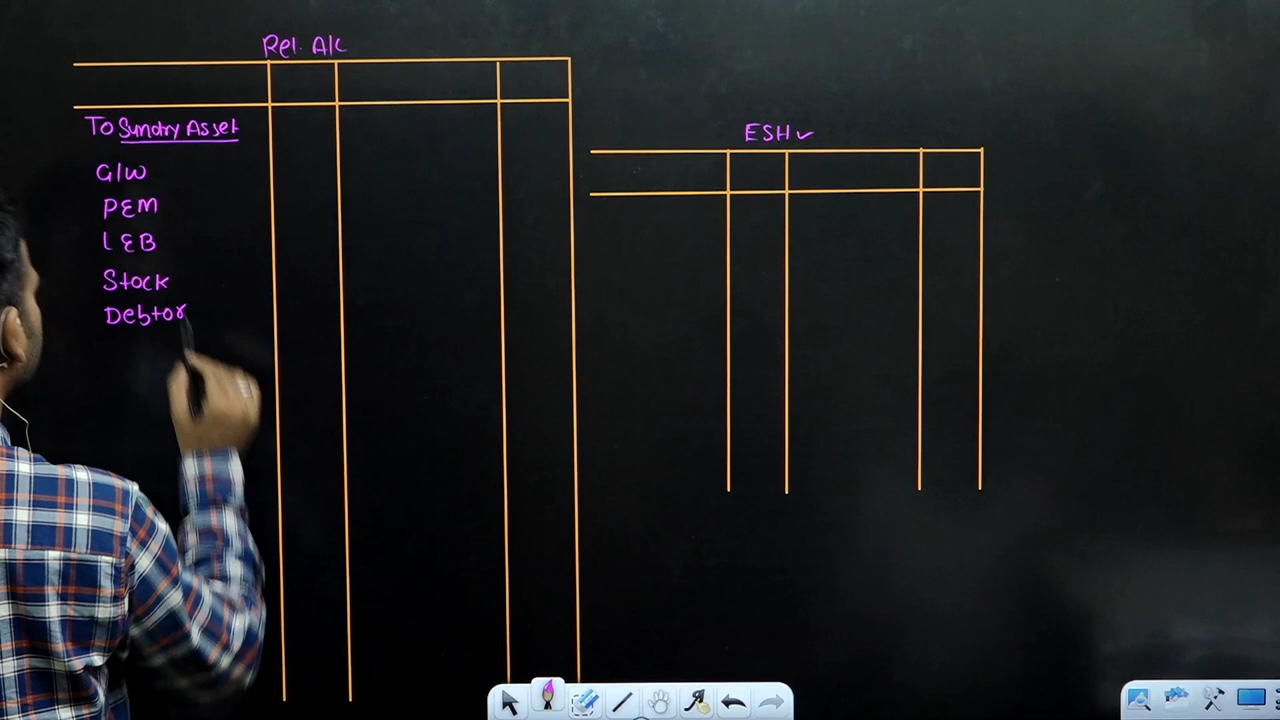 Rel. A/c
To Sundry Asset
G/W
P&M
L&B
Stock
Debtor
ESH